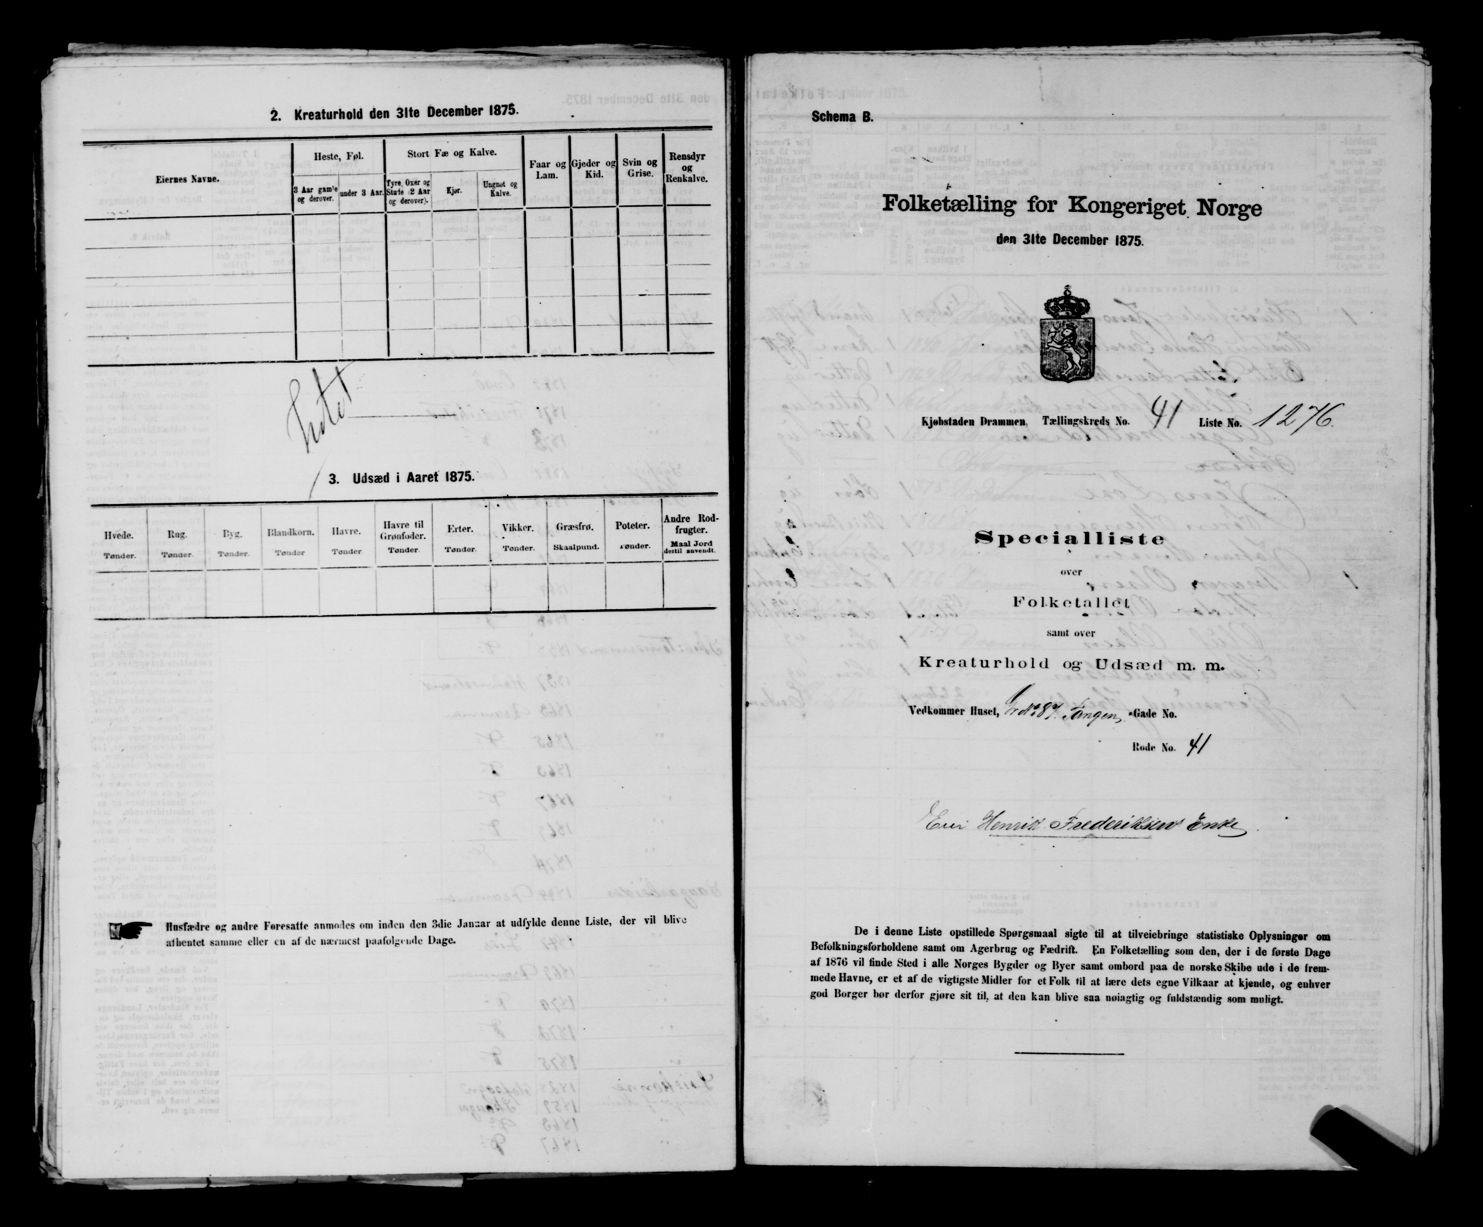 2. Kreaturhold den 31te December 1875.
Eiernes Navne.
Heste, Føl.
3 Aar gamle og derover.
under 3 Aar.
Stort Fæ og Kalve.
Tyre, Oxer og Stude (2 Aar og derover).
Kjør.
Ungnøt og Kalve.
Faar og Lam.
Gjeder og Kid.
Svin og Grise.
Rensdyr og Renkalve.
Intet
3. Udsæd i Aaret 1875.
Hvede. Tønder.
Rug. Tønder.
Byg. Tønder.
Blandkorn. Tønder
Havre. Tønder
Havre til Grønfoder. Tønder.
Erter. Tønder.
Vikker. Tønder.
Græsfrø. Skaalpund.
Poteter. Tønder.
Andre Rodfrugter. Maal Jord dertil anvendt.
Husfædre og andre Foresatte anmodes om inden den 3die Januar at udfylde denne Liste, der vil blive
afhentet samme eller en af de nærmest paafølgende Dage.
Schema B.
Folketælling for Kongeriget Norge
den 31te December 1875.
Kjøbstaden Drammen. Tællingskreds No. 41 Liste No. 1276.
Specialliste
over
Folketallet
samt over
Kreaturhold og Udsæd m. m.
Vedkommer Huset, Tangen, Gade No.
Rode No. 41
Eier Henrik Frederiksens Enke.
De i denne Liste opstillede Spørgsmaal sigte til at tilveiebringe statistiske Oplysninger om
Befolkningsforholdene samt om Agerbrug og Fædrift. En Folketælling som den, der i de første Dage
af 1876 vil finde Sted i alle Norges Bygder og Byer samt ombord paa de norske Skibe ude i de frem-
mede Havne, er et af de vigtigste Midler for et Folk til at lære dets egne Vilkaar at kjende, og enhver
god Borger bør derfor gjøre sit til, at den kan blive saa nøiagtig og fuldstændig som muligt.